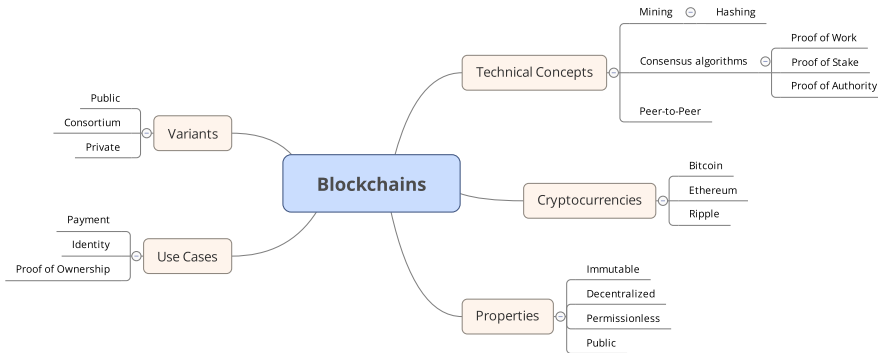 Blockchains
Technical Concepts
Mining
Hashing
Consensus algorithms
Proof of Work
Proof of Stake
Proof of Authority
Peer-to-Peer
Cryptocurrencies
Bitcoin
Ethereum
Ripple
Properties
Immutable
Decentralized
Permissionless
Public
Variants
Public
Consortium
Private
Use Cases
Payment
Identity
Proof of Ownership